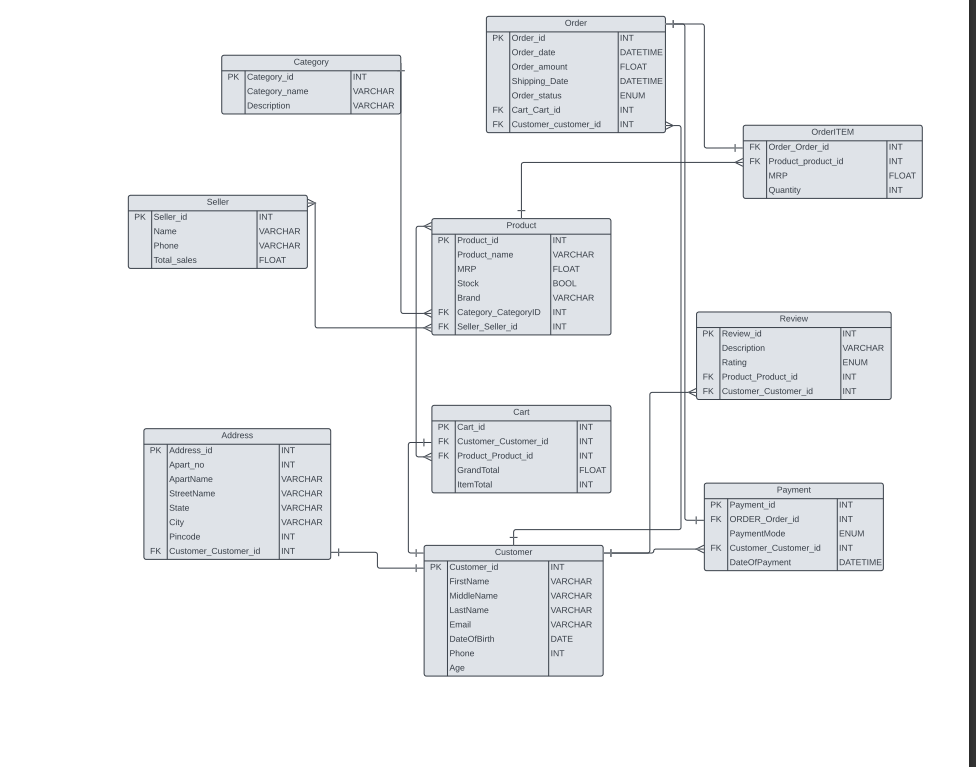 Order
PK Order_id INT
Order_date DATETIME
Order_amount FLOAT
Shipping_Date DATETIME
Order_status ENUM
FK Cart_Cart_id INT
FK Customer_customer_id INT
Category
PK Category_id INT
Category_name VARCHAR
Description VARCHAR
OrderITEM
FK Order_Order_id INT
FK Product_product_id INT
MRP FLOAT
Quantity INT
Seller
PK Seller_id INT
Name VARCHAR
Phone VARCHAR
Total_sales FLOAT
Product
PK Product_id INT
Product_name VARCHAR
MRP FLOAT
Stock BOOL
Brand VARCHAR
FK Category_CategoryID INT
FK Seller_Seller_id INT
Review
PK Review_id INT
Description VARCHAR
Rating ENUM
FK Product_Product_id INT
FK Customer_Customer_id INT
Cart
PK Cart_id INT
FK Customer_Customer_id INT
FK Product_Product_id INT
GrandTotal FLOAT
ItemTotal INT
Address
PK Address_id INT
Apart_no INT
ApartName VARCHAR
StreetName VARCHAR
State VARCHAR
City VARCHAR
Pincode INT
FK Customer_Customer_id INT
Payment
PK Payment_id INT
FK ORDER_Order_id INT
PaymentMode ENUM
FK Customer_Customer_id INT
DateOfPayment DATETIME
Customer
PK Customer_id INT
FirstName VARCHAR
MiddleName VARCHAR
LastName VARCHAR
Email VARCHAR
DateOfBirth DATE
Phone INT
Age